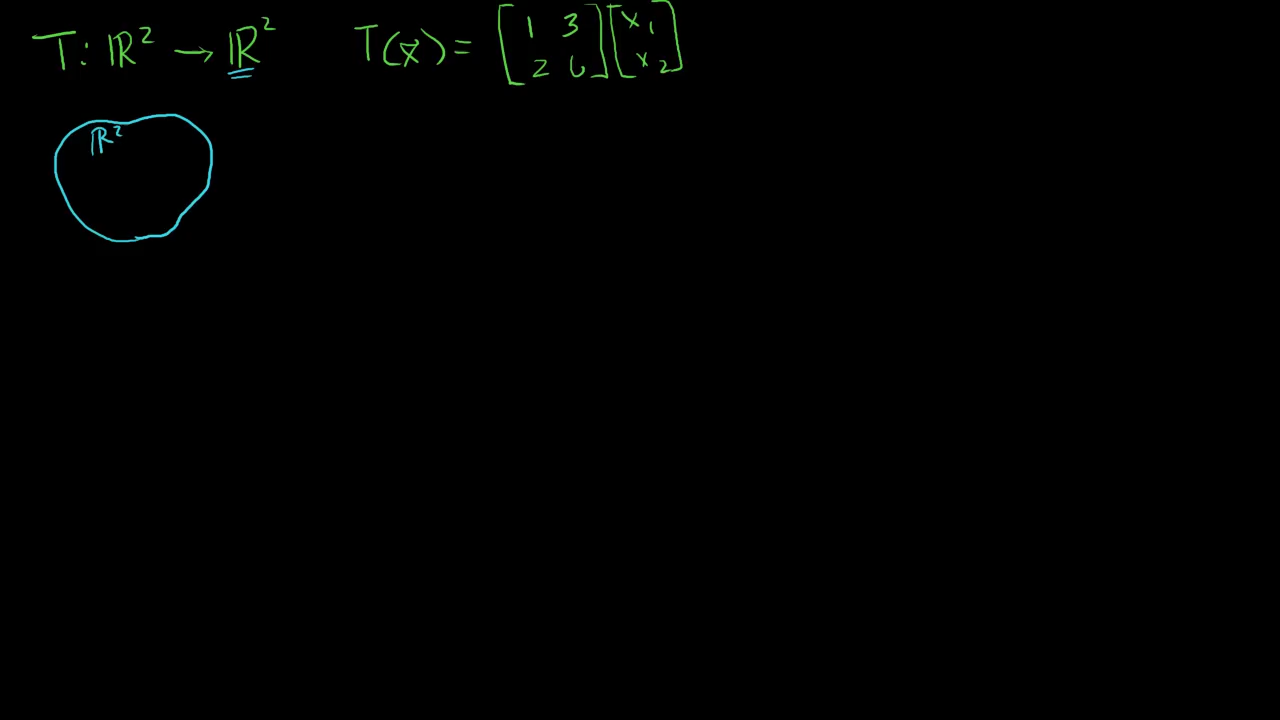 T: ℝ² → ℝ² T(x⃗) = [1 3; 2 6][x₁; x₂]
ℝ²